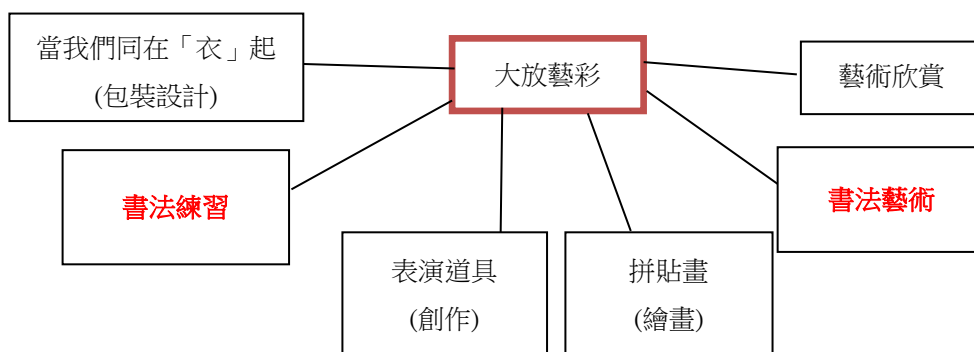 當我們同在「衣」起
(包裝設計)
大放藝彩
藝術欣賞
書法練習
書法藝術
表演道具
(創作)
拼貼畫
(繪畫)